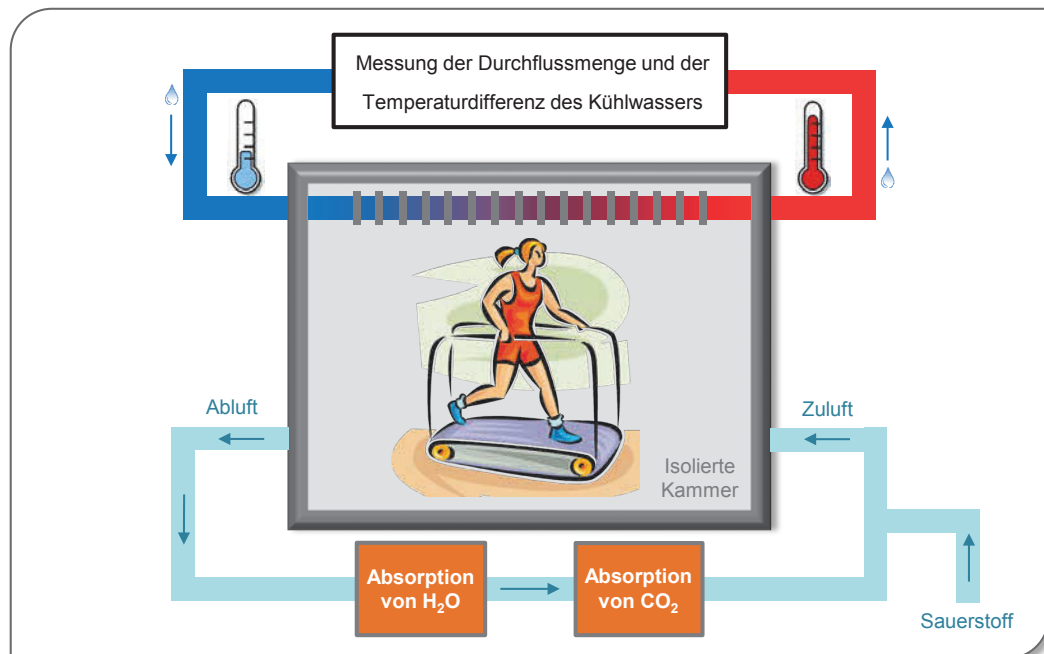 Messung der Durchflussmenge und der
Temperaturdifferenz des Kühlwassers
Abluft
Zuluft
Isolierte
Kammer
Absorption
von H₂O
Absorption
von CO₂
Sauerstoff